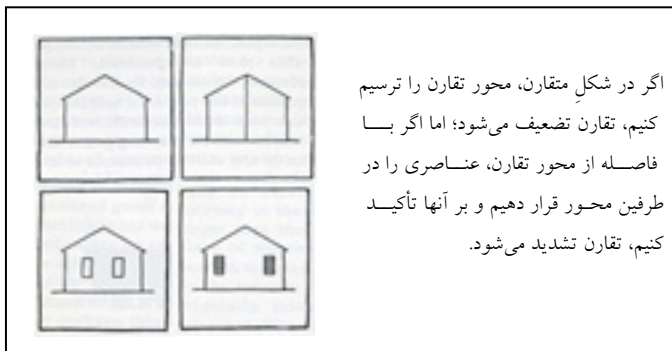 اگر در شکلِ متقارن، محور تقارن را ترسیم
کنیم، تقارن تضعیف می‌شود؛ اما اگر بـــا
فاصـــله از محور تقارن، عنـــاصری را در
طرفین محـور قرار دهیم و بر آنها تأکیـــد
کنیم، تقارن تشدید می‌شود.